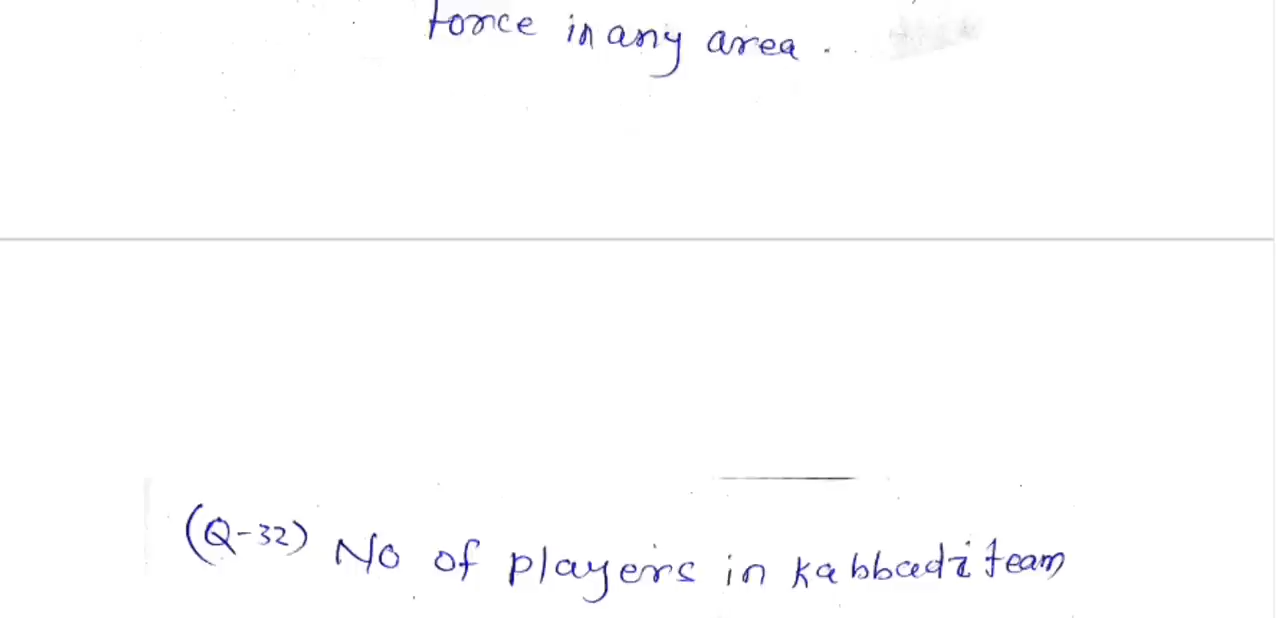 force in any area.
(Q-32) No of players in kabbadi team